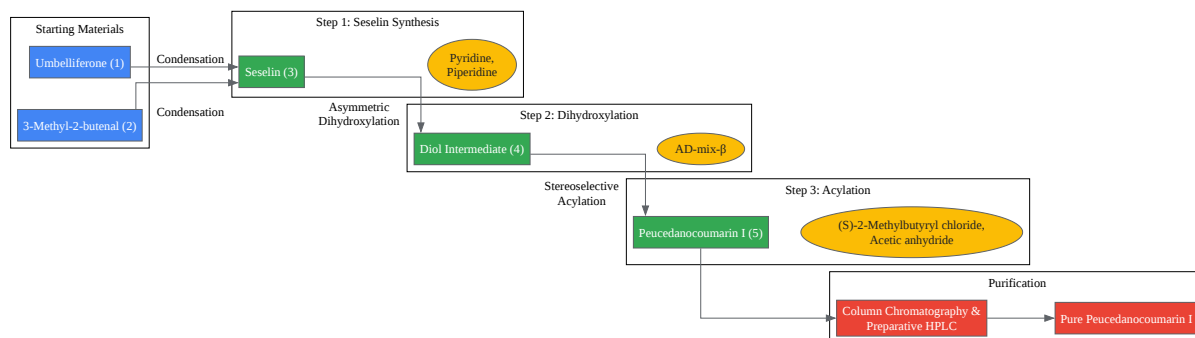 Starting Materials
Umbelliferone (1)
3-Methyl-2-butenal (2)
Condensation
Condensation
Step 1: Seselin Synthesis
Seselin (3)
Pyridine,
Piperidine
Asymmetric
Dihydroxylation
Step 2: Dihydroxylation
Diol Intermediate (4)
AD-mix-β
Stereoselective
Acylation
Step 3: Acylation
Peucedanocoumarin I (5)
(S)-2-Methylbutyryl chloride,
Acetic anhydride
Purification
Column Chromatography &
Preparative HPLC
Pure Peucedanocoumarin I